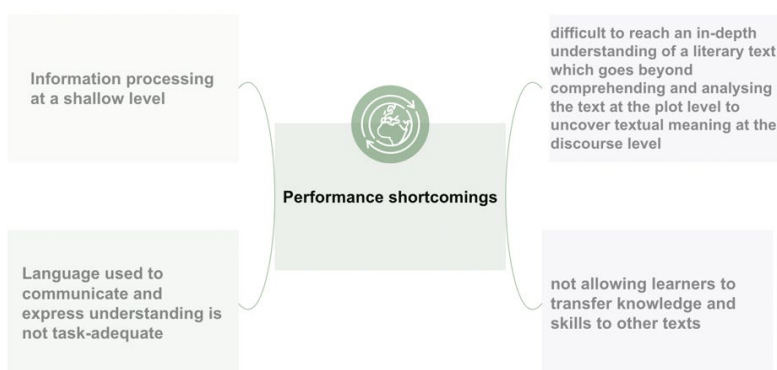 Information processing
at a shallow level
difficult to reach an in-depth
understanding of a literary text
which goes beyond
comprehending and analysing
the text at the plot level to
uncover textual meaning at the
discourse level
Performance shortcomings
Language used to
communicate and
express understanding is
not task-adequate
not allowing learners to
transfer knowledge and
skills to other texts